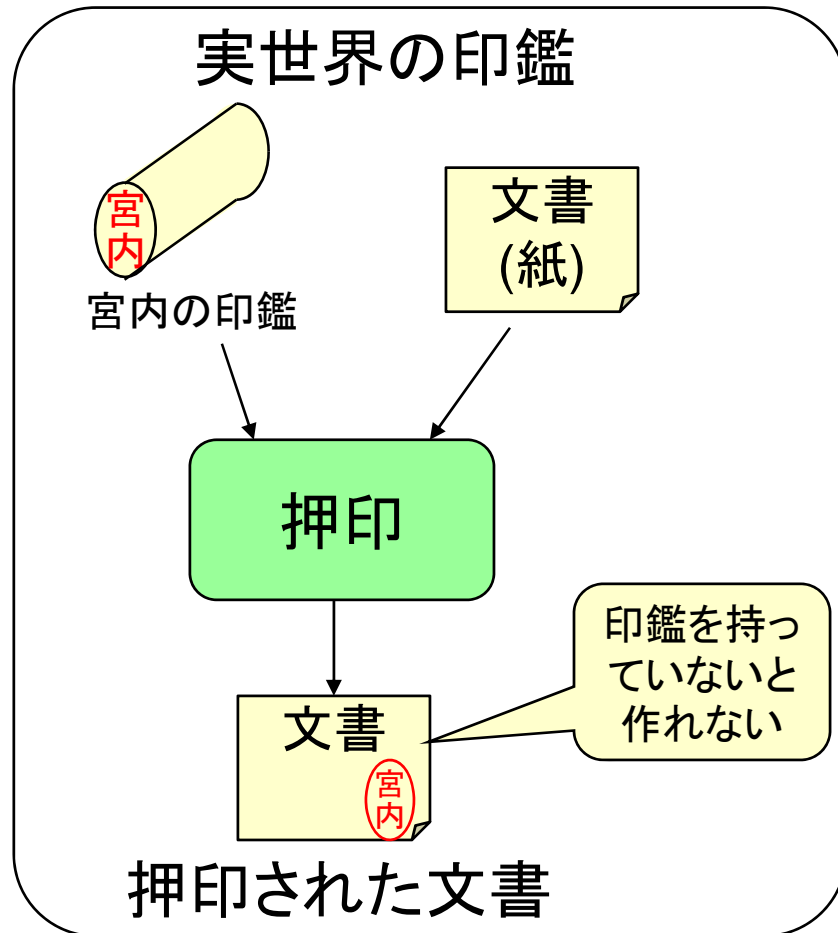 実世界の印鑑
宮
内
宮内の印鑑
文書
(紙)
押印
印鑑を持っ
ていないと
作れない
文書
宮
内
押印された文書